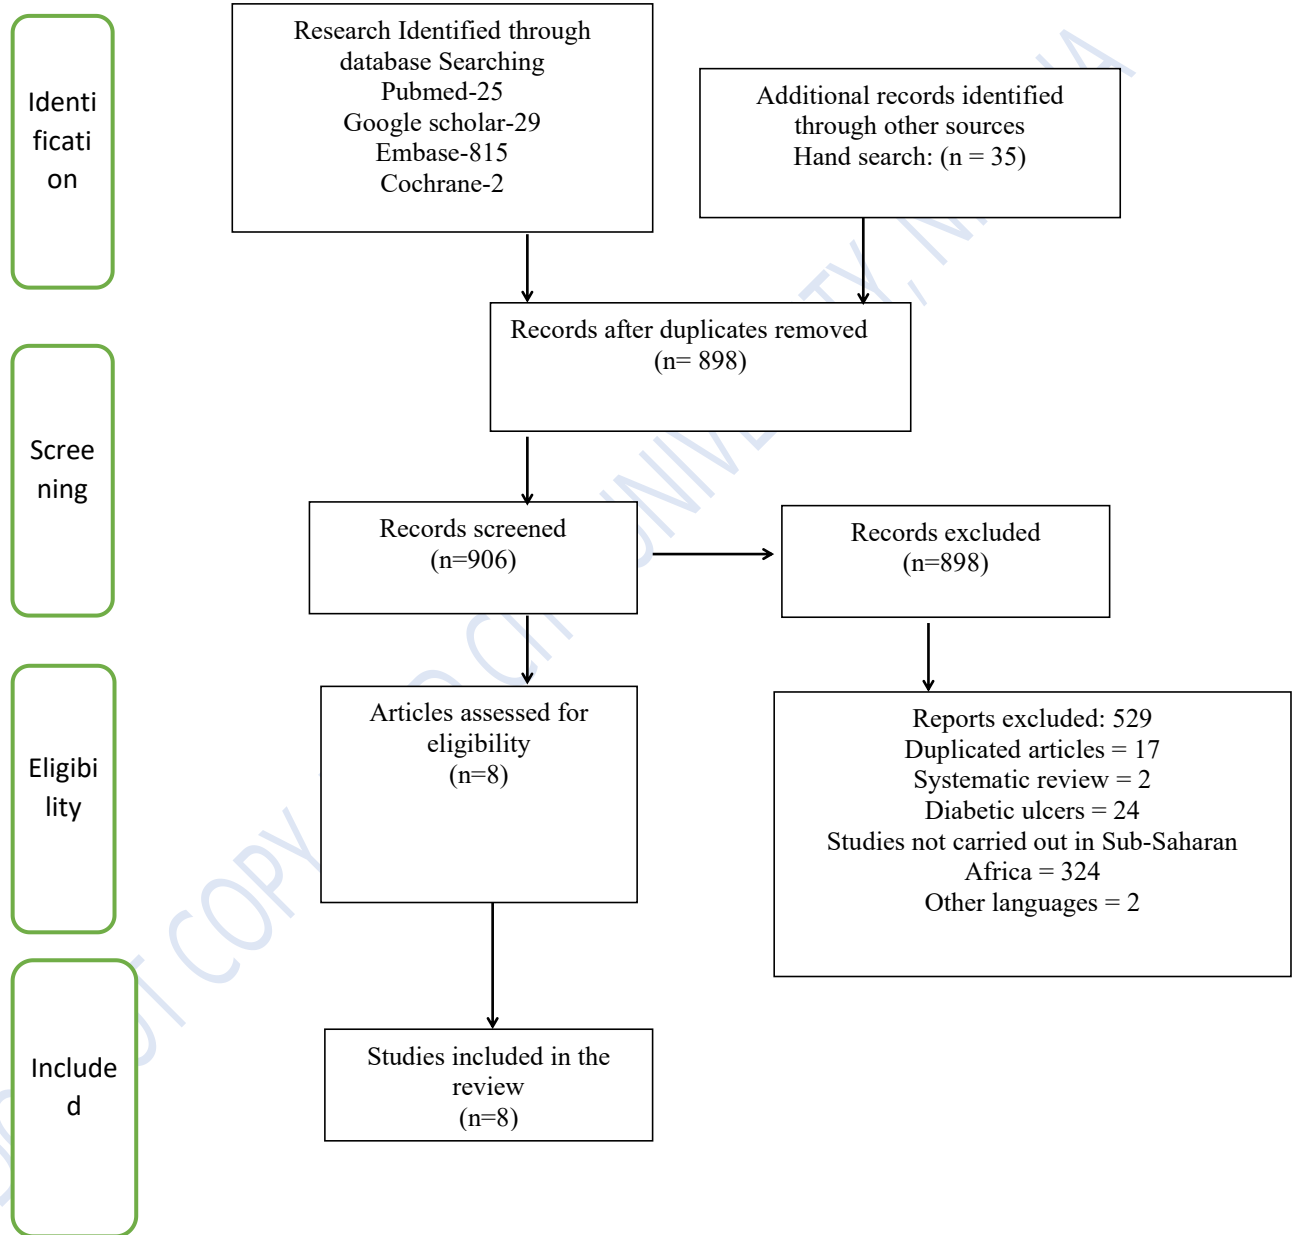 Identi
ficati
on
Research Identified through
database Searching
Pubmed-25
Google scholar-29
Embase-815
Cochrane-2
Additional records identified
through other sources
Hand search: (n = 35)
Records after duplicates removed
(n= 898)
Scree
ning
Records screened
(n=906)
Records excluded
(n=898)
Eligibi
lity
Articles assessed for
eligibility
(n=8)
Reports excluded: 529
Duplicated articles = 17
Systematic review = 2
Diabetic ulcers = 24
Studies not carried out in Sub-Saharan
Africa = 324
Other languages = 2
Include
d
Studies included in the
review
(n=8)
COPY
UNIVERSITY,